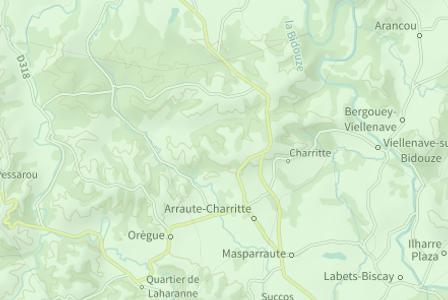 la Bidouze
Arancou
D318
Bergouey-
Viellenave
Viellenave-su
Bidouze
Charritte
Pessarou
Arraute-Charritte
Orègue
Masparraute
Ilharre
Plaza
Labets-Biscay
Quartier de
Laharanne
Succos